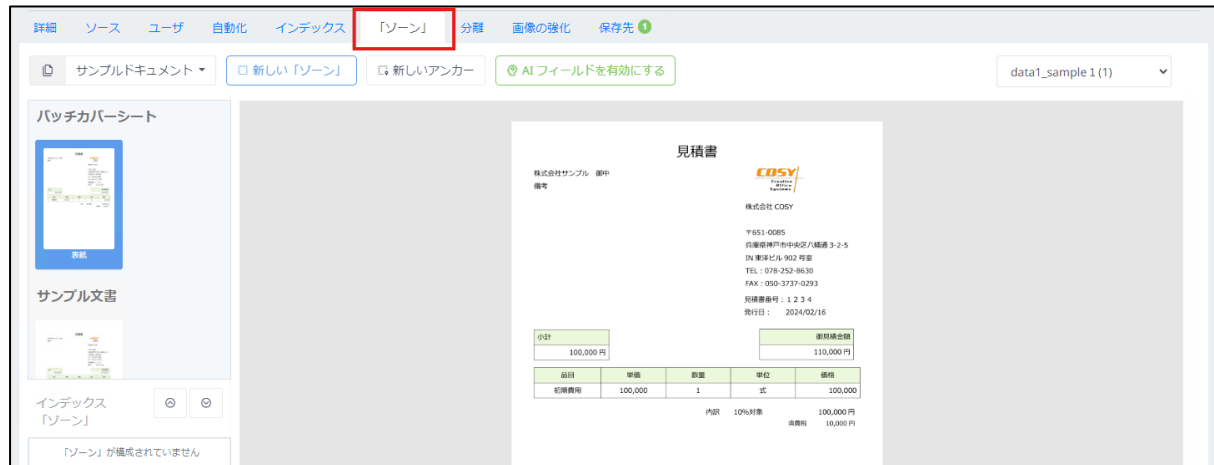 詳細 ソース ユーザ 自動化 インデックス 「ゾーン」 分離 画像の強化 保存先 1
サンプルドキュメント 新しい「ゾーン」 新しいアンカー AI フィールドを有効にする data1_sample 1 (1)
バッチカバーシート
表紙
サンプル文書
インデックス
「ゾーン」
「ゾーン」が構成されていません
見積書
株式会社サンプル 御中
備考
COSY
Creative
Office
Systems
株式会社 COSY
〒651-0085
兵庫県神戸市中央区八幡通 3-2-5
IN 東洋ビル 902 号室
TEL：078-252-8630
FAX：050-3737-0293
見積書番号：１２３４
発行日： 2024/02/16
小計 御見積金額
100,000 円 110,000 円
品目 単価 数量 単位 価格
初期費用 100,000 1 式 100,000
内訳 10%対象 100,000 円
消費税 10,000 円